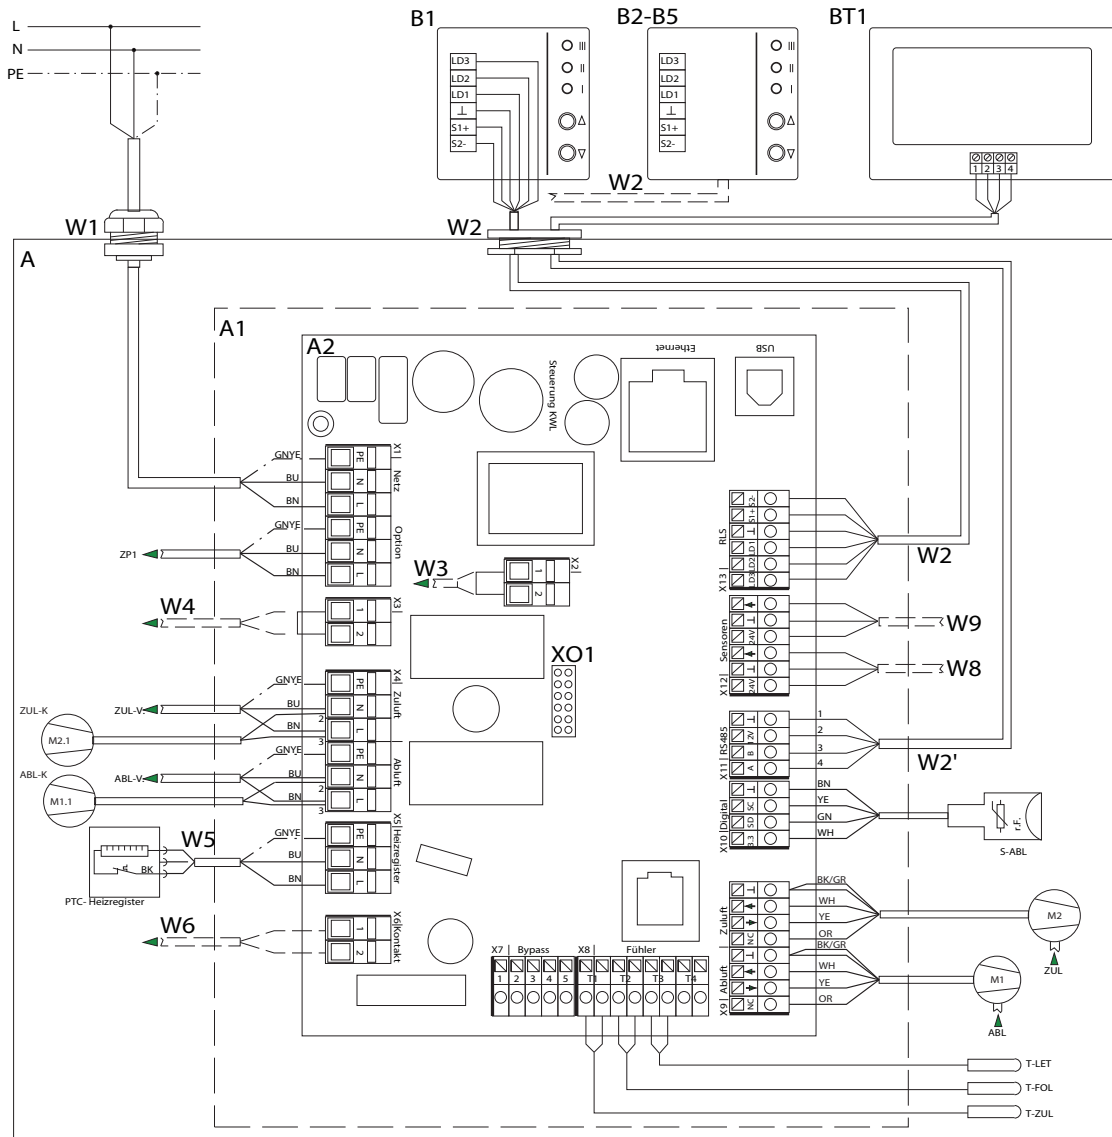 L
N
PE
B1
LD3
LD2
LD1
⊥
S1+
S2-
III
II
I
B2-B5
LD3
LD2
LD1
⊥
S1+
S2-
III
II
I
BT1
1 2 3 4
W2
W1
W2
A
A1
A2
Steuerung KWL
Ethernet
USB
GNYE
BU
BN
PE
N
L
X1
Netz
GNYE
BU
BN
PE
N
L
Option
ZP1
W3
1
2
X2
W4
1
2
X3
XO1
ZUL-K
M2.1
ZUL-V
GNYE
BU
BN
2
3
PE
N
L
X4
Zuluft
ABL-K
M1.1
ABL-V
GNYE
BU
BN
2
3
PE
N
L
Abluft
W5
BK
PTC- Heizregister
GNYE
BU
BN
PE
N
L
X5
Heizregister
W6
1
2
X6
Kontakt
RLS
X13
S2-
S1+
⊥
LD1
LD2
LD3
W2
Sensoren
X12
⊥
24V
⊥
24V
W9
W8
RS485
X11
⊥
12V
B
A
1
2
3
4
W2'
Digital
X10
⊥
SC
SD
3.3
BN
YE
GN
WH
r.F.
S-ABL
Zuluft
⊥
NC
BK/GR
WH
YE
OR
M2
ZUL
Abluft
X9
⊥
NC
BK/GR
WH
YE
OR
M1
ABL
X7 Bypass X8 Fühler
1 2 3 4 5 T1 T2 T3 T4
T-LET
T-FOL
T-ZUL